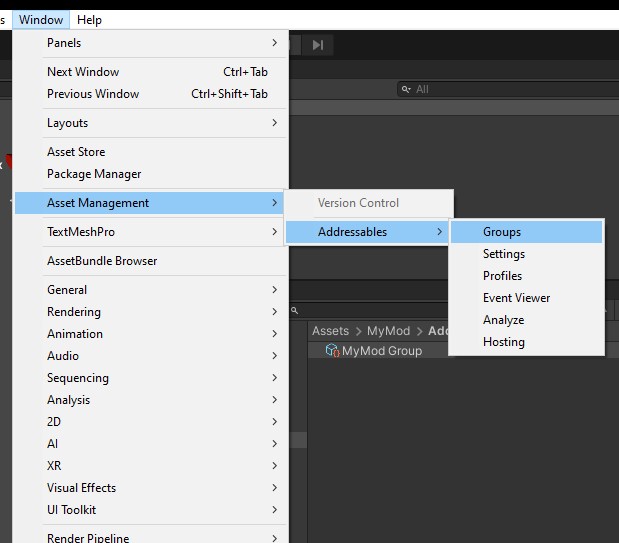 s Window Help
Panels
Next Window Ctrl+Tab
Previous Window Ctrl+Shift+Tab
All
Layouts
Asset Store
Package Manager
Asset Management
Version Control
TextMeshPro
Addressables
Groups
AssetBundle Browser
Settings
Profiles
Event Viewer
Analyze
Hosting
General
Rendering
Animation
Audio
Sequencing
Analysis
2D
AI
XR
Visual Effects
UI Toolkit
Render Pipeline
Assets > MyMod > Add
MyMod Group